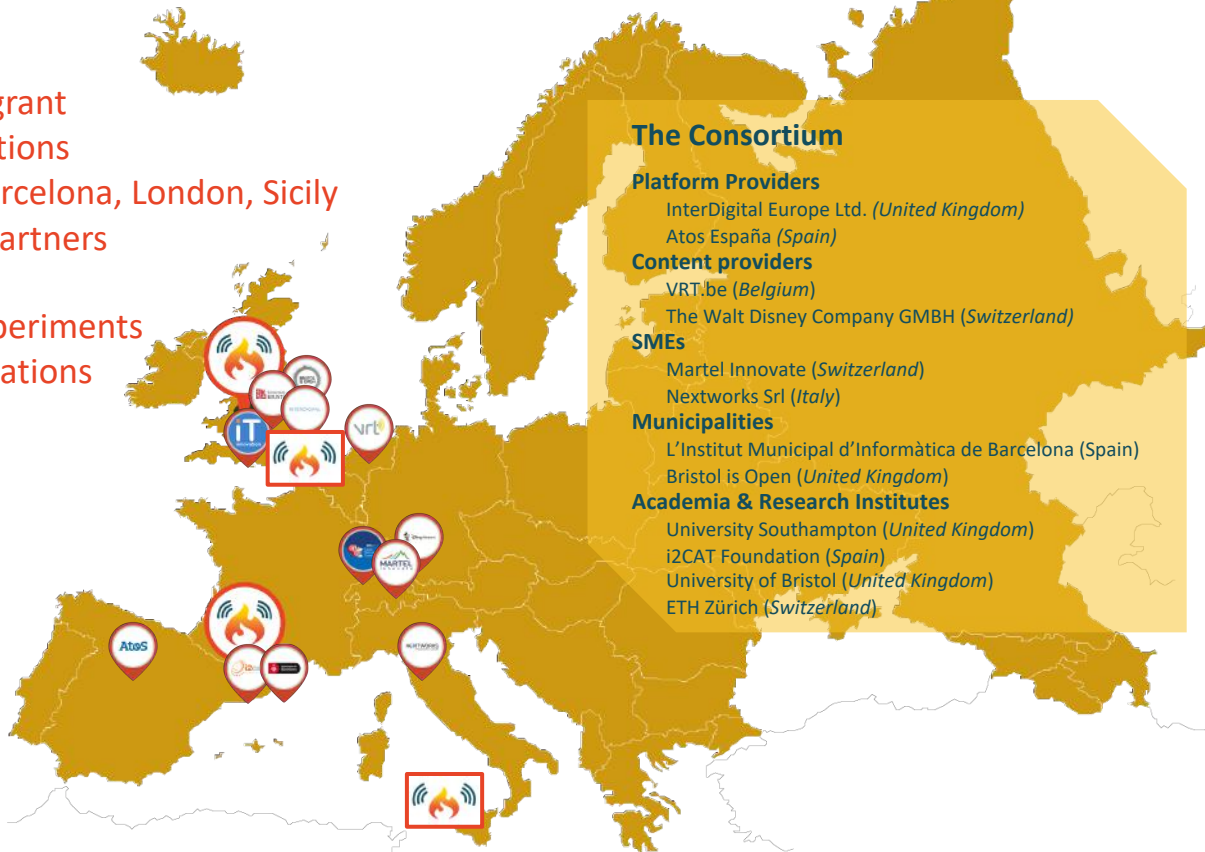 grant
tions
arcelona, London, Sicily
artners
periments
ations
The Consortium
Platform Providers
InterDigital Europe Ltd. (United Kingdom)
Atos España (Spain)
Content providers
VRT.be (Belgium)
The Walt Disney Company GMBH (Switzerland)
SMEs
Martel Innovate (Switzerland)
Nextworks Srl (Italy)
Municipalities
L’Institut Municipal d’Informàtica de Barcelona (Spain)
Bristol is Open (United Kingdom)
Academia & Research Institutes
University Southampton (United Kingdom)
i2CAT Foundation (Spain)
University of Bristol (United Kingdom)
ETH Zürich (Switzerland)
iT
vrt
MARTEL
AtoS
NEXTWORKS